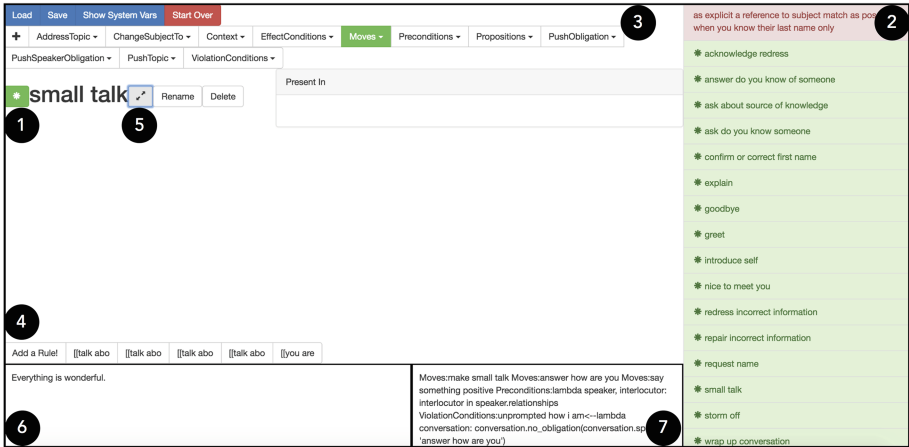 Load Save Show System Vars Start Over
+ AddressTopic ChangeSubjectTo Context EffectConditions Moves Preconditions Propositions PushObligation
3
PushSpeakerObligation PushTopic ViolationConditions
small talk Rename Delete
Present In
1
5
4
Add a Rule! [[talk abo [[talk abo [[talk abo [[talk abo [[you are
Everything is wonderful.
6
Moves:make small talk Moves:answer how are you Moves:say
something positive Preconditions:lambda speaker, interlocutor:
interlocutor in speaker.relationships
ViolationConditions:unprompted how i am<--lambda
conversation: conversation.no_obligation(conversation.sp
'answer how are you')
7
as explicit a reference to subject match as pos
when you know their last name only
2
acknowledge redress
answer do you know of someone
ask about source of knowledge
ask do you know someone
confirm or correct first name
explain
goodbye
greet
introduce self
nice to meet you
redress incorrect information
repair incorrect information
request name
small talk
storm off
wrap up conversation